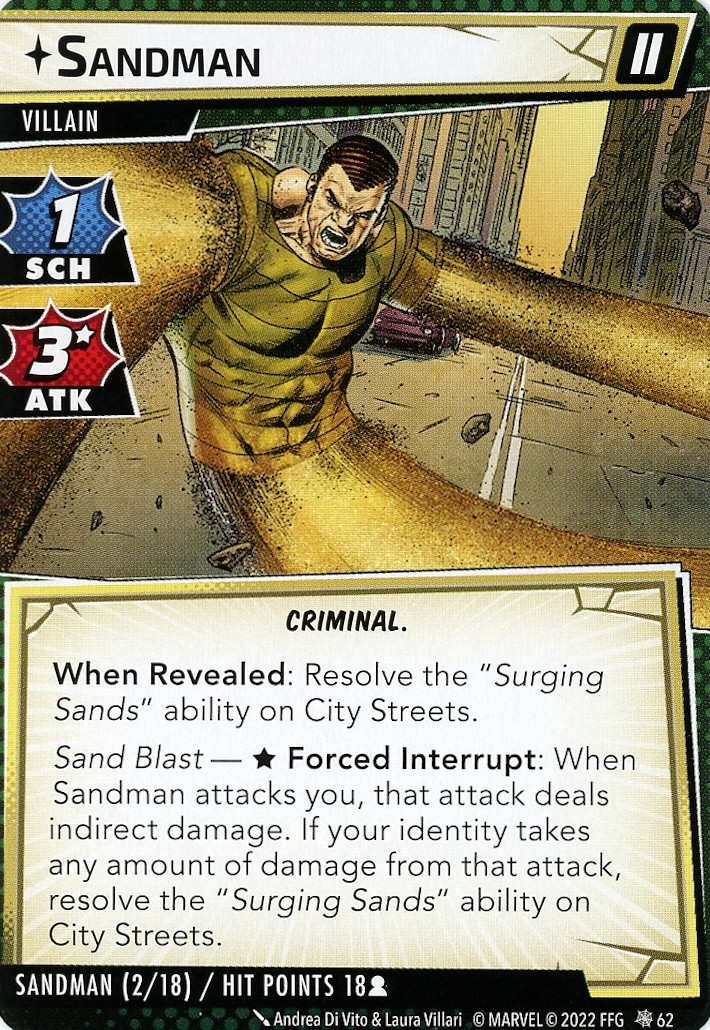 SANDMAN
II
VILLAIN
1
SCH
3★
ATK
CRIMINAL.
When Revealed: Resolve the "Surging
Sands" ability on City Streets.
Sand Blast — ★ Forced Interrupt: When
Sandman attacks you, that attack deals
indirect damage. If your identity takes
any amount of damage from that attack,
resolve the "Surging Sands" ability on
City Streets.
SANDMAN (2/18) / HIT POINTS 18
Andrea Di Vito & Laura Villari © MARVEL © 2022 FFG 62